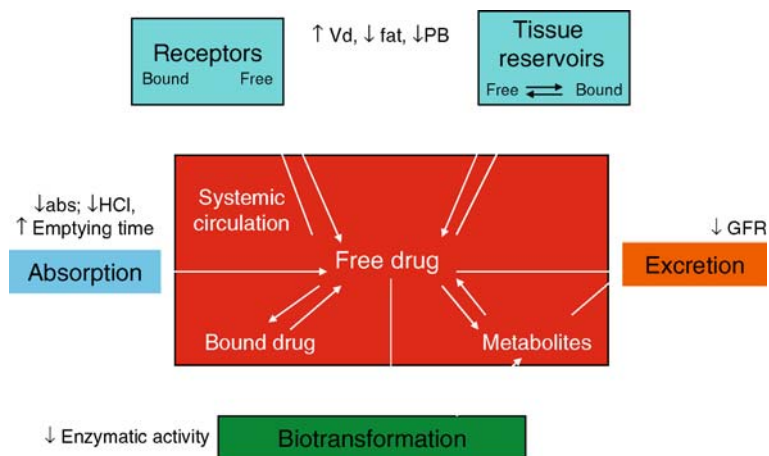 Receptors
Bound Free
↑ Vd, ↓ fat, ↓PB
Tissue
reservoirs
Free Bound
↓abs; ↓HCl,
↑ Emptying time
Absorption
Systemic
circulation
Free drug
Bound drug
Metabolites
↓ GFR
Excretion
↓ Enzymatic activity
Biotransformation